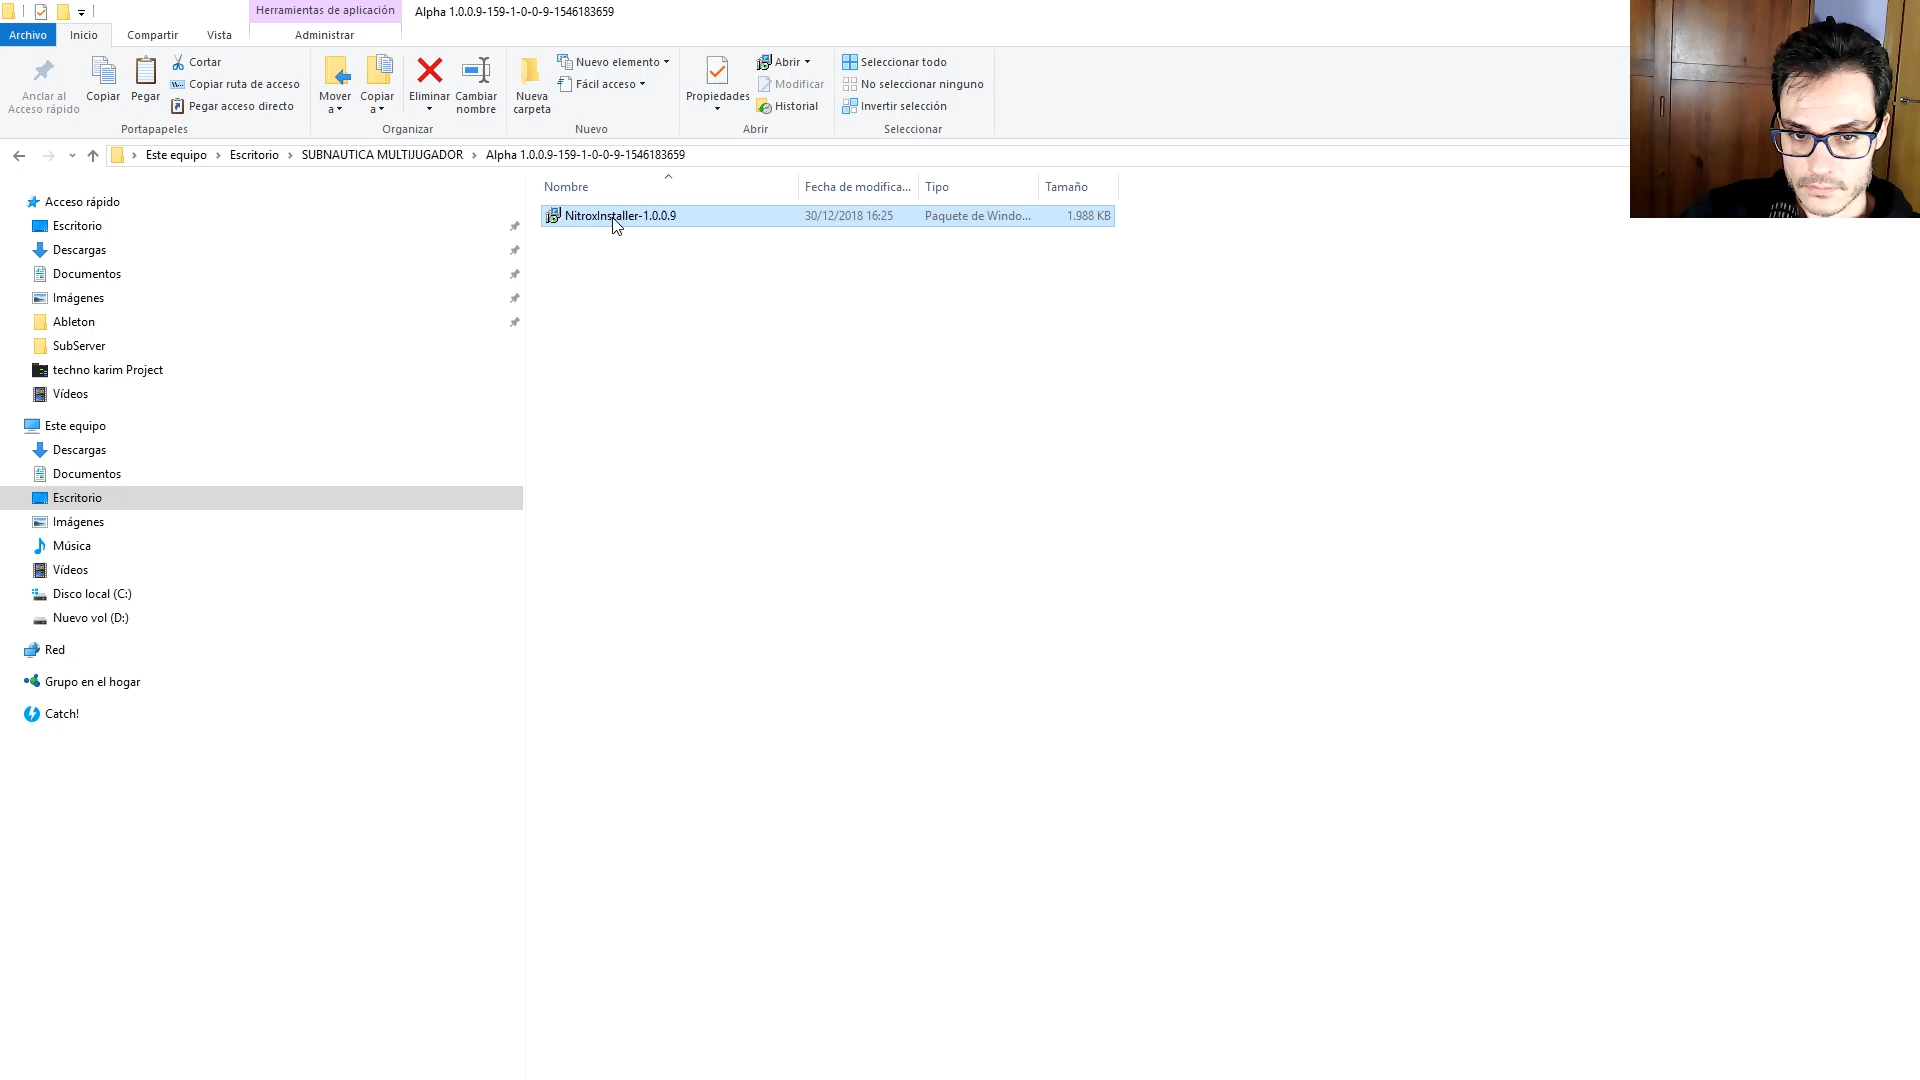 Herramientas de aplicación
Alpha 1.0.0.9-159-1-0-0-9-1546183659
Archivo
Inicio
Compartir
Vista
Administrar
Anclar al
Acceso rápido
Copiar
Pegar
Cortar
Copiar ruta de acceso
Pegar acceso directo
Portapapeles
Mover
a
Copiar
a
Eliminar
Cambiar
nombre
Organizar
Nueva
carpeta
Nuevo elemento
Fácil acceso
Nuevo
Propiedades
Abrir
Modificar
Historial
Abrir
Seleccionar todo
No seleccionar ninguno
Invertir selección
Seleccionar
Este equipo > Escritorio > SUBNAUTICA MULTIJUGADOR > Alpha 1.0.0.9-159-1-0-0-9-1546183659
Nombre
Fecha de modifica...
Tipo
Tamaño
NitroxInstaller-1.0.0.9
30/12/2018 16:25
Paquete de Windo...
1.988 KB
Acceso rápido
Escritorio
Descargas
Documentos
Imágenes
Ableton
SubServer
techno karim Project
Vídeos
Este equipo
Descargas
Documentos
Escritorio
Imágenes
Música
Vídeos
Disco local (C:)
Nuevo vol (D:)
Red
Grupo en el hogar
Catch!